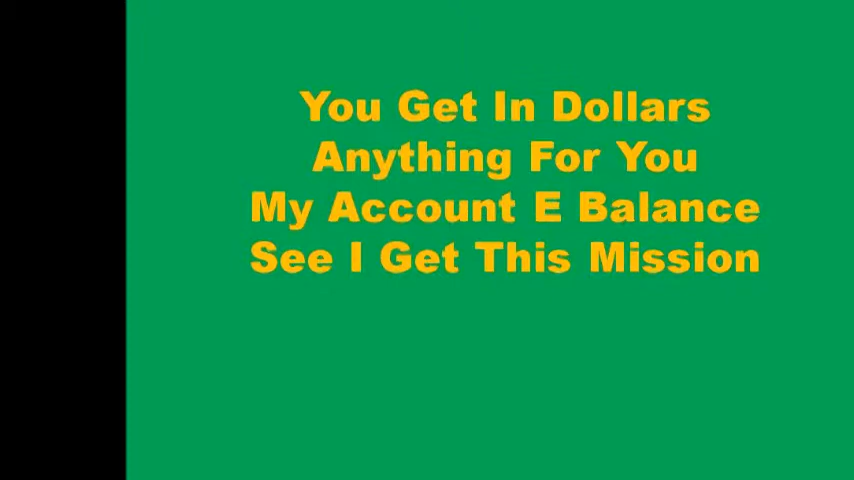 You Get In Dollars
Anything For You
My Account E Balance
See I Get This Mission